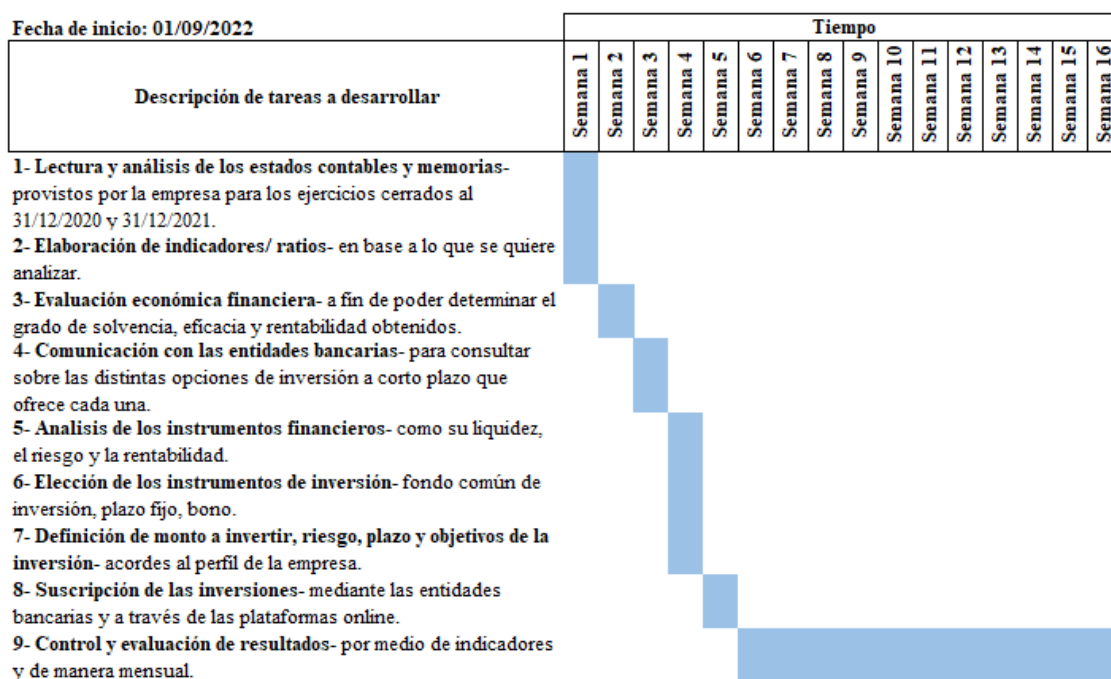 Fecha de inicio: 01/09/2022
Tiempo
Descripción de tareas a desarrollar
Semana 1
Semana 2
Semana 3
Semana 4
Semana 5
Semana 6
Semana 7
Semana 8
Semana 9
Semana 10
Semana 11
Semana 12
Semana 13
Semana 14
Semana 15
Semana 16
1- Lectura y análisis de los estados contables y memorias-
provistos por la empresa para los ejercicios cerrados al
31/12/2020 y 31/12/2021.
2- Elaboración de indicadores/ ratios- en base a lo que se quiere
analizar.
3- Evaluación económica financiera- a fin de poder determinar el
grado de solvencia, eficacia y rentabilidad obtenidos.
4- Comunicación con las entidades bancarias- para consultar
sobre las distintas opciones de inversión a corto plazo que
ofrece cada una.
5- Analisis de los instrumentos financieros- como su liquidez,
el riesgo y la rentabilidad.
6- Elección de los instrumentos de inversión- fondo común de
inversión, plazo fijo, bono.
7- Definición de monto a invertir, riesgo, plazo y objetivos de la
inversión- acordes al perfil de la empresa.
8- Suscripción de las inversiones- mediante las entidades
bancarias y a través de las plataformas online.
9- Control y evaluación de resultados- por medio de indicadores
y de manera mensual.